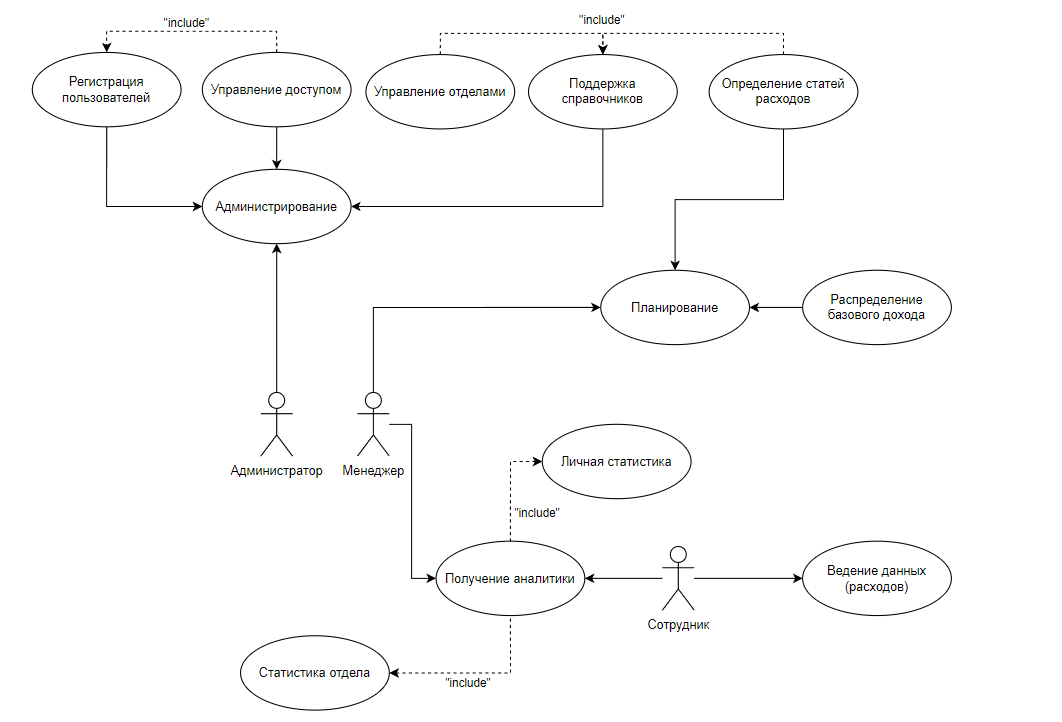 "include"
"include"
Регистрация
пользователей
Управление доступом
Управление отделами
Поддержка
справочников
Определение статей
расходов
Администрирование
Планирование
Распределение
базового дохода
Администратор
Менеджер
Личная статистика
"include"
Получение аналитики
Ведение данных
(расходов)
Сотрудник
Статистика отдела
"include"